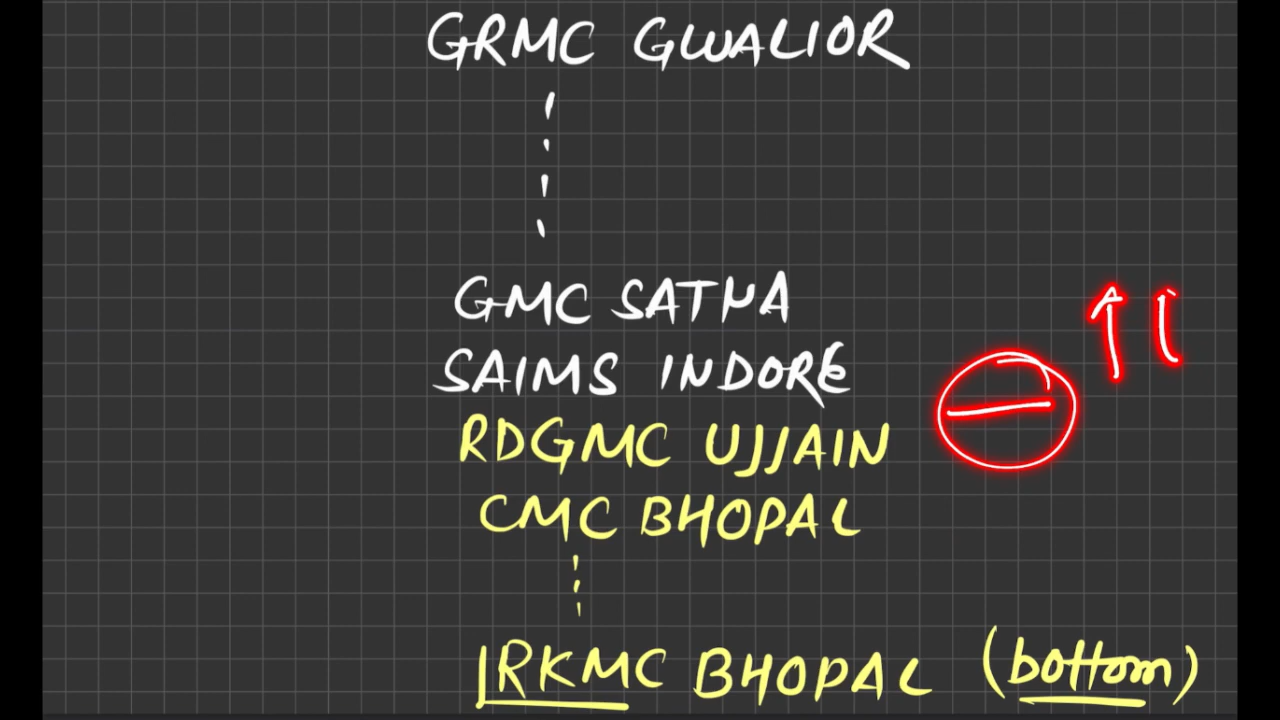 GRMC GWALIOR
GMC SATNA
SAIMS INDORE
RDGMC UJJAIN
CMC BHOPAL
LRKMC BHOPAL (bottom)